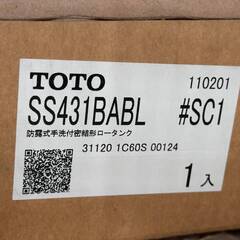 TOTO 110201
SS431BABL #SC1
防露式手洗付密結形ロータンク
31120 1C60S 00124
1入